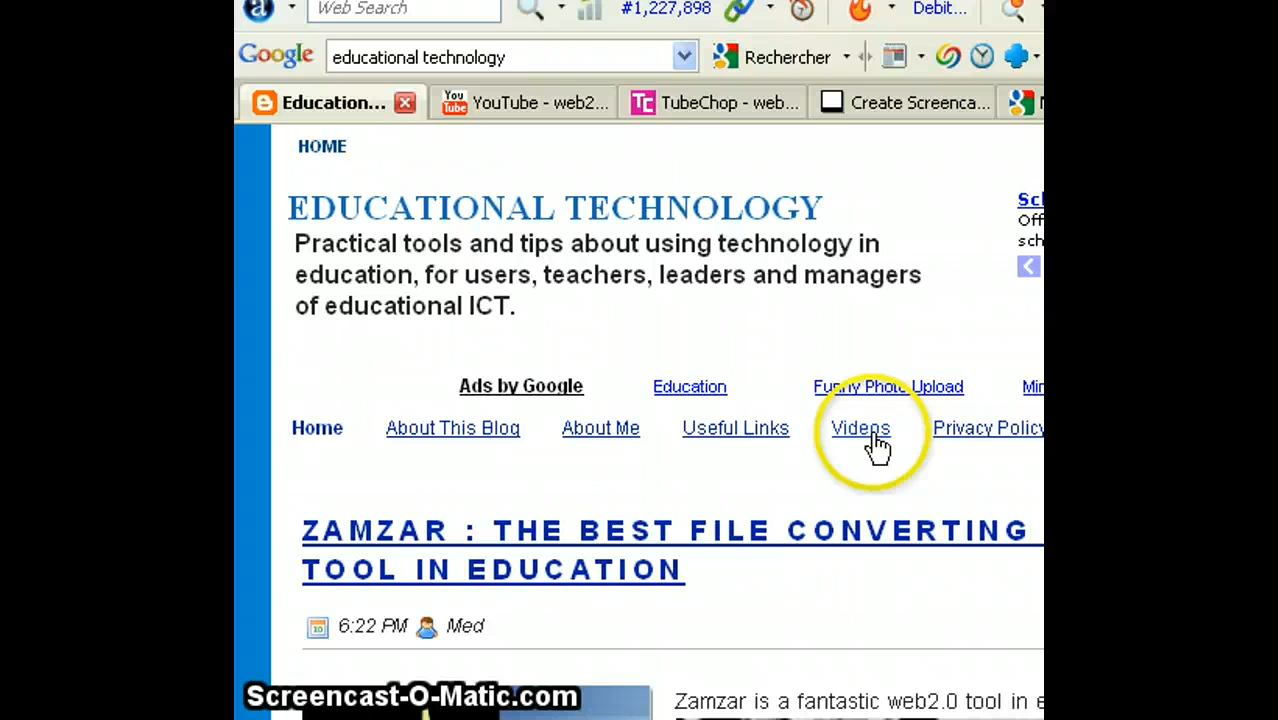 Web Search #1,227,898 Debit...
Google educational technology Rechercher
Education... YouTube - web2... TubeChop - web... Create Screenca...
HOME
EDUCATIONAL TECHNOLOGY
Practical tools and tips about using technology in
education, for users, teachers, leaders and managers
of educational ICT.
Ads by Google Education Funny Photo Upload
Home About This Blog About Me Useful Links Videos Privacy Policy
ZAMZAR : THE BEST FILE CONVERTING
TOOL IN EDUCATION
6:22 PM Med
Zamzar is a fantastic web2.0 tool in
Screencast-O-Matic.com